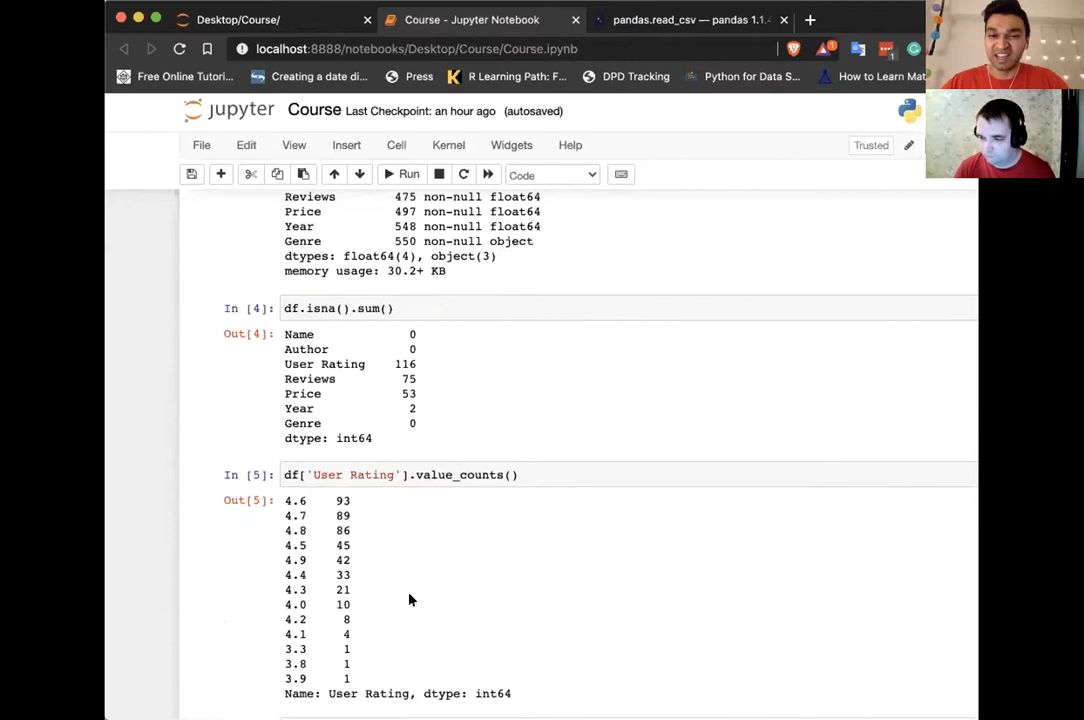 Desktop/Course/
Course - Jupyter Notebook
pandas.read_csv — pandas 1.1.
localhost:8888/notebooks/Desktop/Course/Course.ipynb
Free Online Tutori...
Creating a date di...
Press
R Learning Path: F...
DPD Tracking
Python for Data S...
How to Learn Mat
jupyter Course Last Checkpoint: an hour ago (autosaved)
File Edit View Insert Cell Kernel Widgets Help Trusted
Run Code
Reviews 475 non-null float64
Price 497 non-null float64
Year 548 non-null float64
Genre 550 non-null object
dtypes: float64(4), object(3)
memory usage: 30.2+ KB
In [4]: df.isna().sum()
Out[4]: Name 0
Author 0
User Rating 116
Reviews 75
Price 53
Year 2
Genre 0
dtype: int64
In [5]: df['User Rating'].value_counts()
Out[5]: 4.6 93
4.7 89
4.8 86
4.5 45
4.9 42
4.4 33
4.3 21
4.0 10
4.2 8
4.1 4
3.3 1
3.8 1
3.9 1
Name: User Rating, dtype: int64